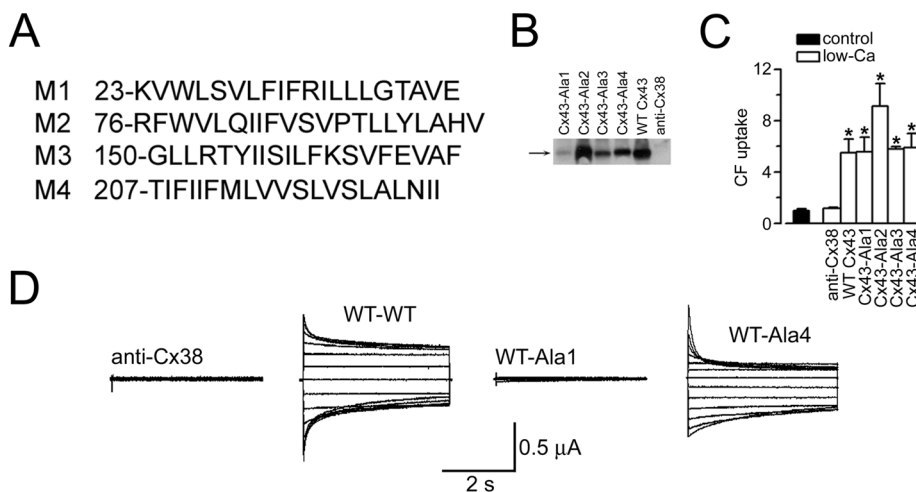 A
M1 23-KVWLSVLFIFRILLLGTAVE
M2 76-RFWVLQIIFVSVPTLLYLAHV
M3 150-GLLRTYIISILFKSVFEVAF
M4 207-TIFIIFMLVVSLVSLALNII
B
Cx43-Ala1
Cx43-Ala2
Cx43-Ala3
Cx43-Ala4
WT Cx43
anti-Cx38
C
control
low-Ca
CF uptake
12
8
4
0
* * * * *
anti-Cx38
WT Cx43
Cx43-Ala1
Cx43-Ala2
Cx43-Ala3
Cx43-Ala4
D
anti-Cx38
WT-WT
WT-Ala1
WT-Ala4
0.5 µA
2 s